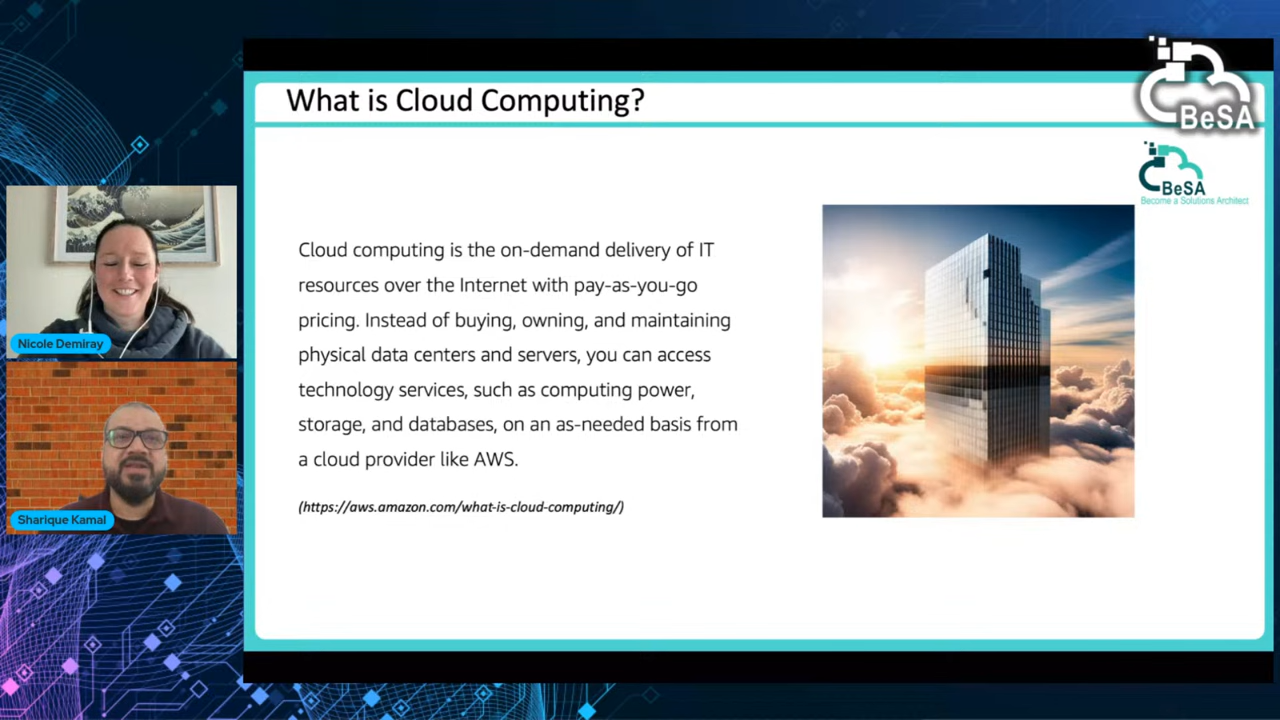 What is Cloud Computing?
BeSA
BeSA
Become a Solutions Architect
Cloud computing is the on-demand delivery of IT
resources over the Internet with pay-as-you-go
pricing. Instead of buying, owning, and maintaining
physical data centers and servers, you can access
technology services, such as computing power,
storage, and databases, on an as-needed basis from
a cloud provider like AWS.
(https://aws.amazon.com/what-is-cloud-computing/)
Nicole Demiray
Sharique Kamal